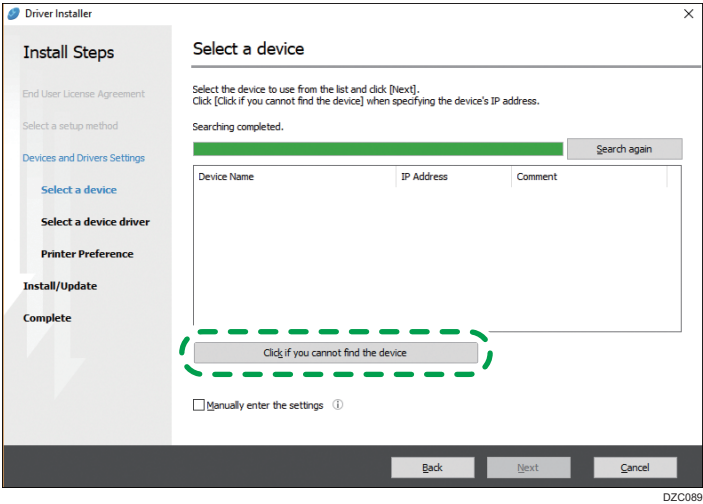 Driver Installer
Install Steps
End User License Agreement
Select a setup method
Devices and Drivers Settings
Select a device
Select a device driver
Printer Preference
Install/Update
Complete
Select a device
Select the device to use from the list and click [Next].
Click [Click if you cannot find the device] when specifying the device's IP address.
Searching completed.
Search again
Device Name IP Address Comment
Click if you cannot find the device
Manually enter the settings
Back Next Cancel
DZC089